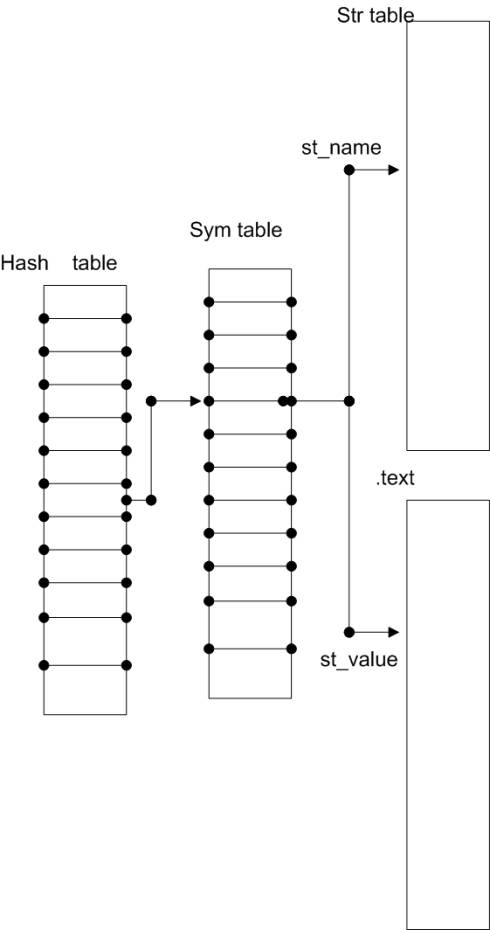 Str table
st_name
Sym table
Hash table
.text
st_value